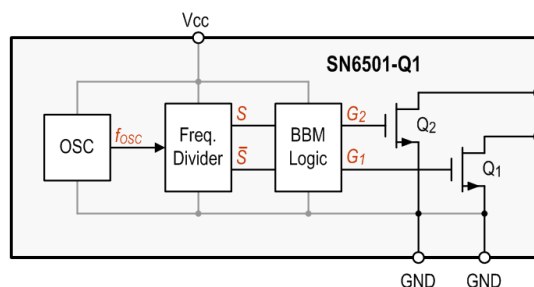 Vcc
SN6501-Q1
OSC
fOSC
Freq.
Divider
S
S̅
BBM
Logic
G2
G1
Q2
Q1
GND
GND